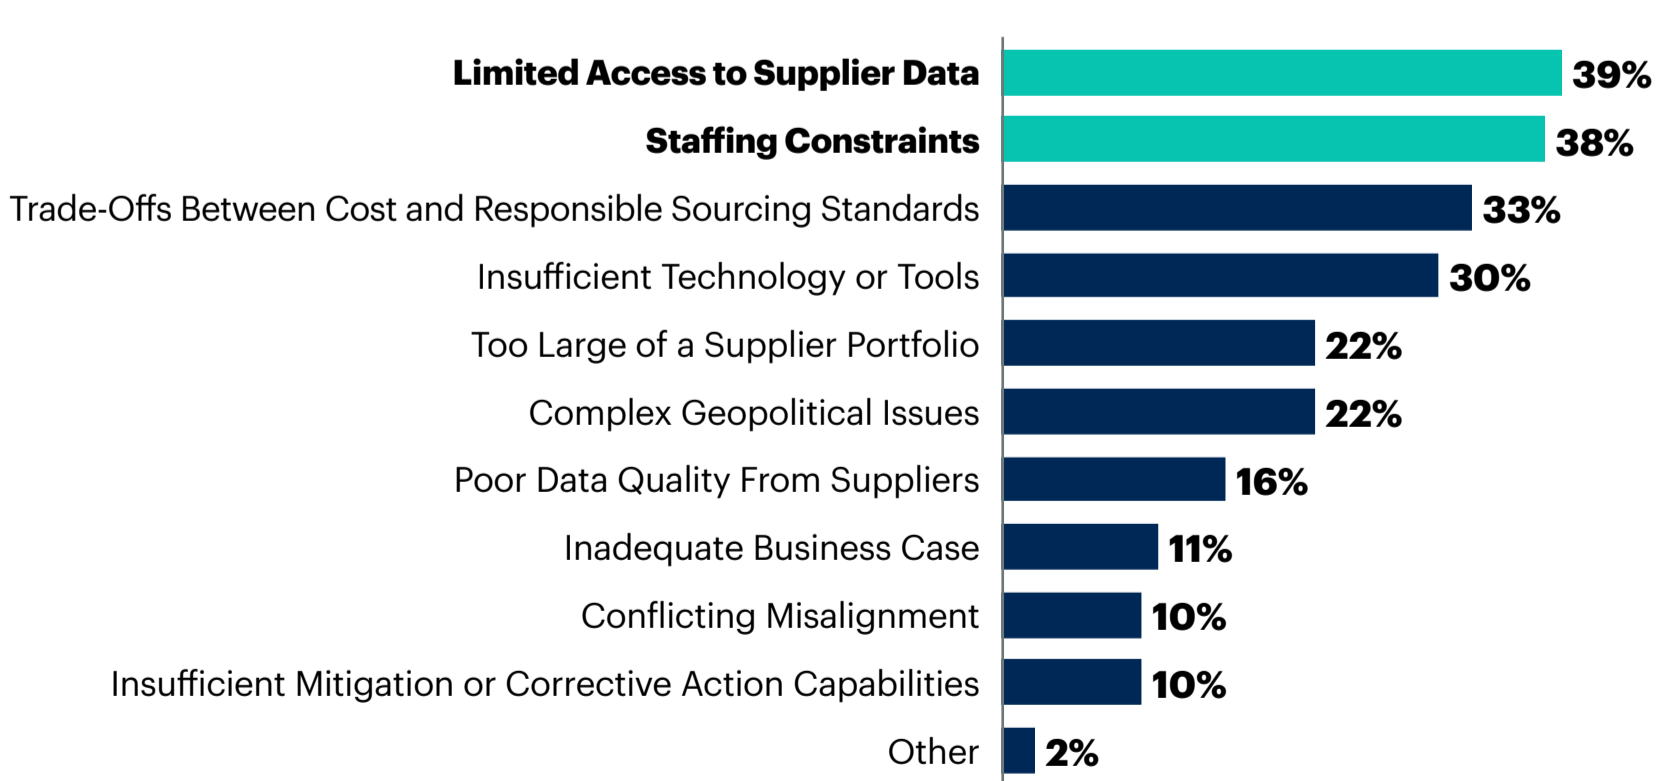 Limited Access to Supplier Data 39%
Staffing Constraints 38%
Trade-Offs Between Cost and Responsible Sourcing Standards 33%
Insufficient Technology or Tools 30%
Too Large of a Supplier Portfolio 22%
Complex Geopolitical Issues 22%
Poor Data Quality From Suppliers 16%
Inadequate Business Case 11%
Conflicting Misalignment 10%
Insufficient Mitigation or Corrective Action Capabilities 10%
Other 2%